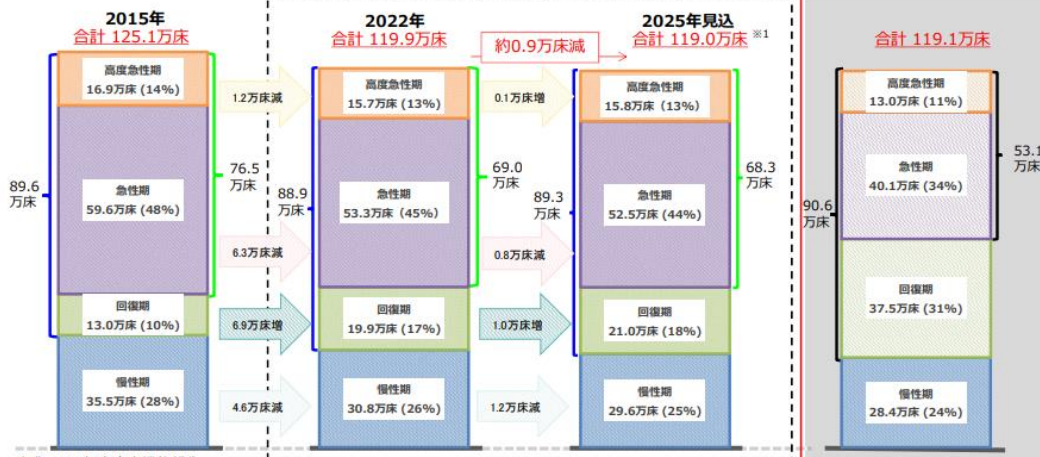 2015年
合計 125.1万床
2022年
合計 119.9万床
約0.9万床減
2025年見込
合計 119.0万床 ※1
合計 119.1万床
高度急性期
16.9万床 (14%)
1.2万床減
高度急性期
15.7万床 (13%)
0.1万床増
高度急性期
15.8万床 (13%)
高度急性期
13.0万床 (11%)
89.6
万床
急性期
59.6万床 (48%)
76.5
万床
6.3万床減
88.9
万床
急性期
53.3万床 (45%)
69.0
万床
0.8万床減
89.3
万床
急性期
52.5万床 (44%)
68.3
万床
90.6
万床
急性期
40.1万床 (34%)
53.1
万床
回復期
13.0万床 (10%)
6.9万床増
回復期
19.9万床 (17%)
1.0万床増
回復期
21.0万床 (18%)
回復期
37.5万床 (31%)
慢性期
35.5万床 (28%)
4.6万床減
慢性期
30.8万床 (26%)
1.2万床減
慢性期
29.6万床 (25%)
慢性期
28.4万床 (24%)